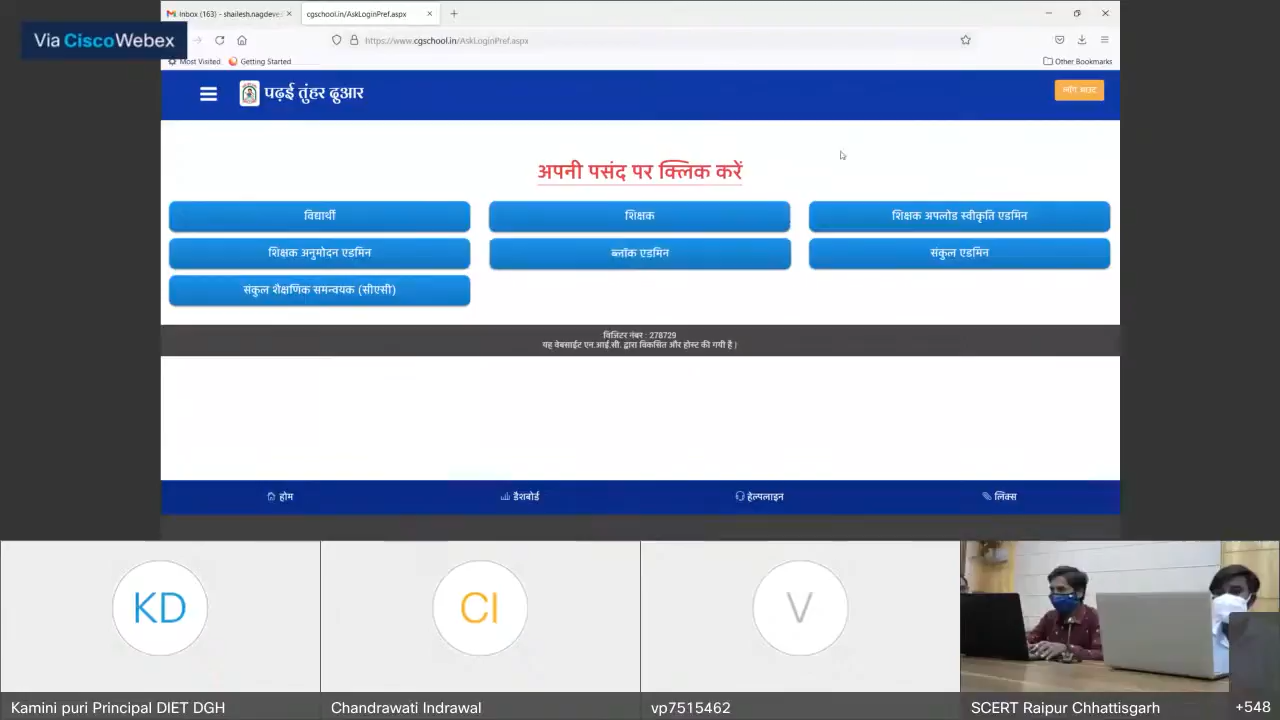 Inbox (163) - shailesh.nagdeve
cgschool.in/AskLoginPref.aspx
Via CiscoWebex
https://www.cgschool.in/AskLoginPref.aspx
Most Visited
Getting Started
Other Bookmarks
पढ़ई तुंहर दूआर
लॉग आउट
अपनी पसंद पर क्लिक करें
विद्यार्थी
शिक्षक
शिक्षक अपलोड स्वीकृति एडमिन
शिक्षक अनुमोदन एडमिन
ब्लॉक एडमिन
संकुल एडमिन
संकुल शैक्षणिक समन्वयक (सीएसी)
विजिटर नंबर : 278729
यह वेबसाईट एन.आई.सी. द्वारा विकसित और होस्ट की गयी है |
होम
डैशबोर्ड
हेल्पलाइन
लिंक्स
KD
CI
V
Kamini puri Principal DIET DGH
Chandrawati Indrawal
vp7515462
SCERT Raipur Chhattisgarh
+548